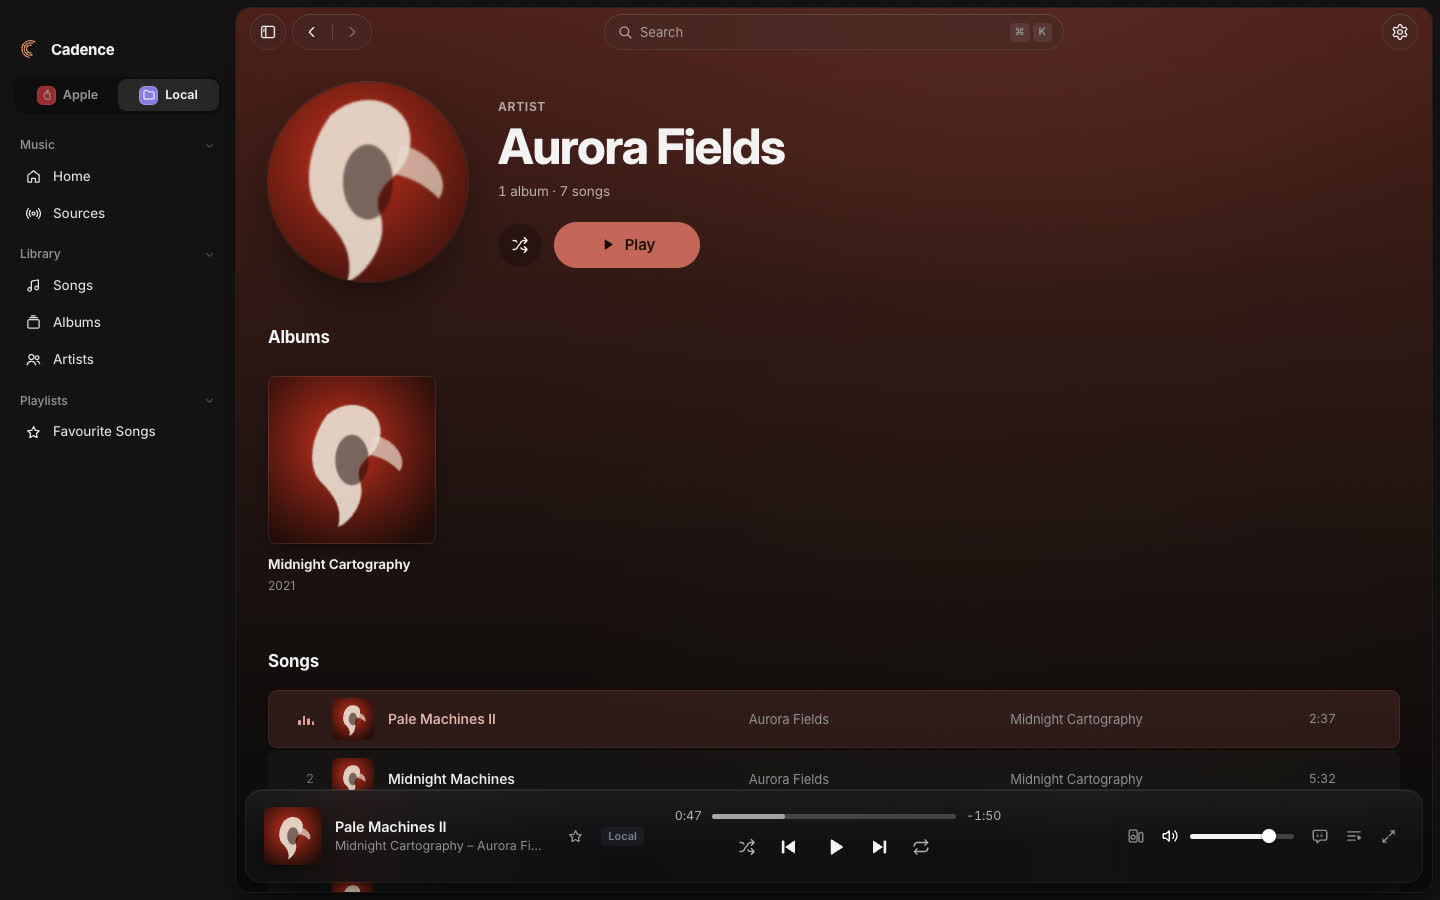 Cadence
Apple
Local
Music
Home
Sources
Library
Songs
Albums
Artists
Playlists
Favourite Songs
Search
⌘ K
ARTIST
Aurora Fields
1 album · 7 songs
Play
Albums
Midnight Cartography
2021
Songs
Pale Machines II Aurora Fields Midnight Cartography 2:37
2 Midnight Machines Aurora Fields Midnight Cartography 5:32
Pale Machines II
Midnight Cartography – Aurora Fi...
Local
0:47 -1:50